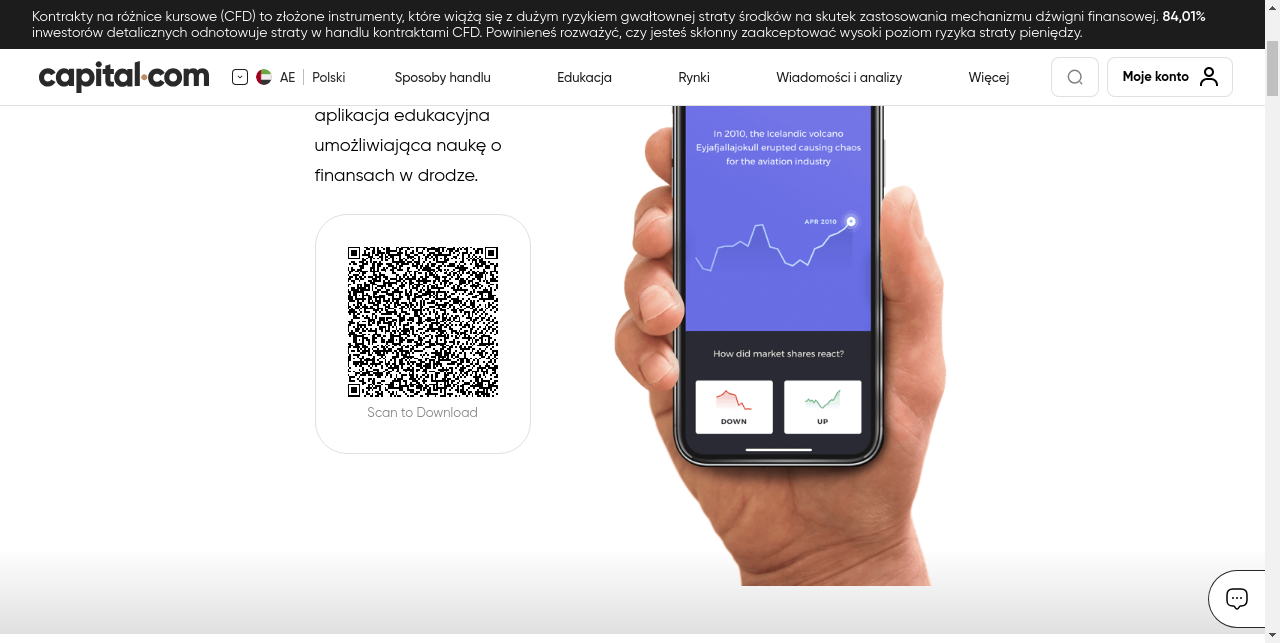 Kontrakty na różnice kursowe (CFD) to złożone instrumenty, które wiążą się z dużym ryzykiem gwałtownej straty środków na skutek zastosowania mechanizmu dźwigni finansowej. 84,01%
inwestorów detalicznych odnotowuje straty w handlu kontraktami CFD. Powinieneś rozważyć, czy jesteś skłonny zaakceptować wysoki poziom ryzyka straty pieniędzy.
capital.com
AE
Polski
Sposoby handlu
Edukacja
Rynki
Wiadomości i analizy
Więcej
Moje konto
aplikacja edukacyjna
umożliwiająca naukę o
finansach w drodze.
Scan to Download
In 2010, the Icelandic volcano
Eyjafjallajokull erupted causing chaos
for the aviation industry
APR 2010
How did market shares react?
DOWN
UP